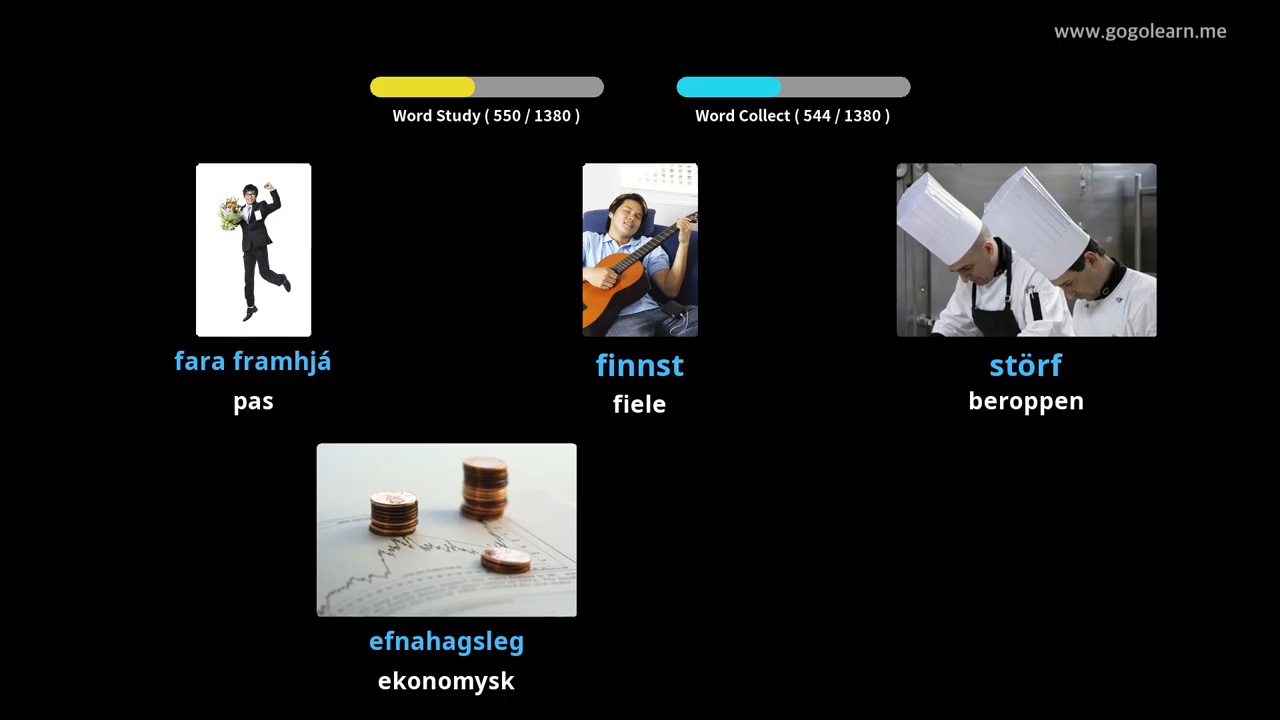 www.gogolearn.me
Word Study ( 550 / 1380 )
Word Collect ( 544 / 1380 )
fara framhjá
pas
finnst
fiele
störf
beroppen
efnahagsleg
ekonomysk